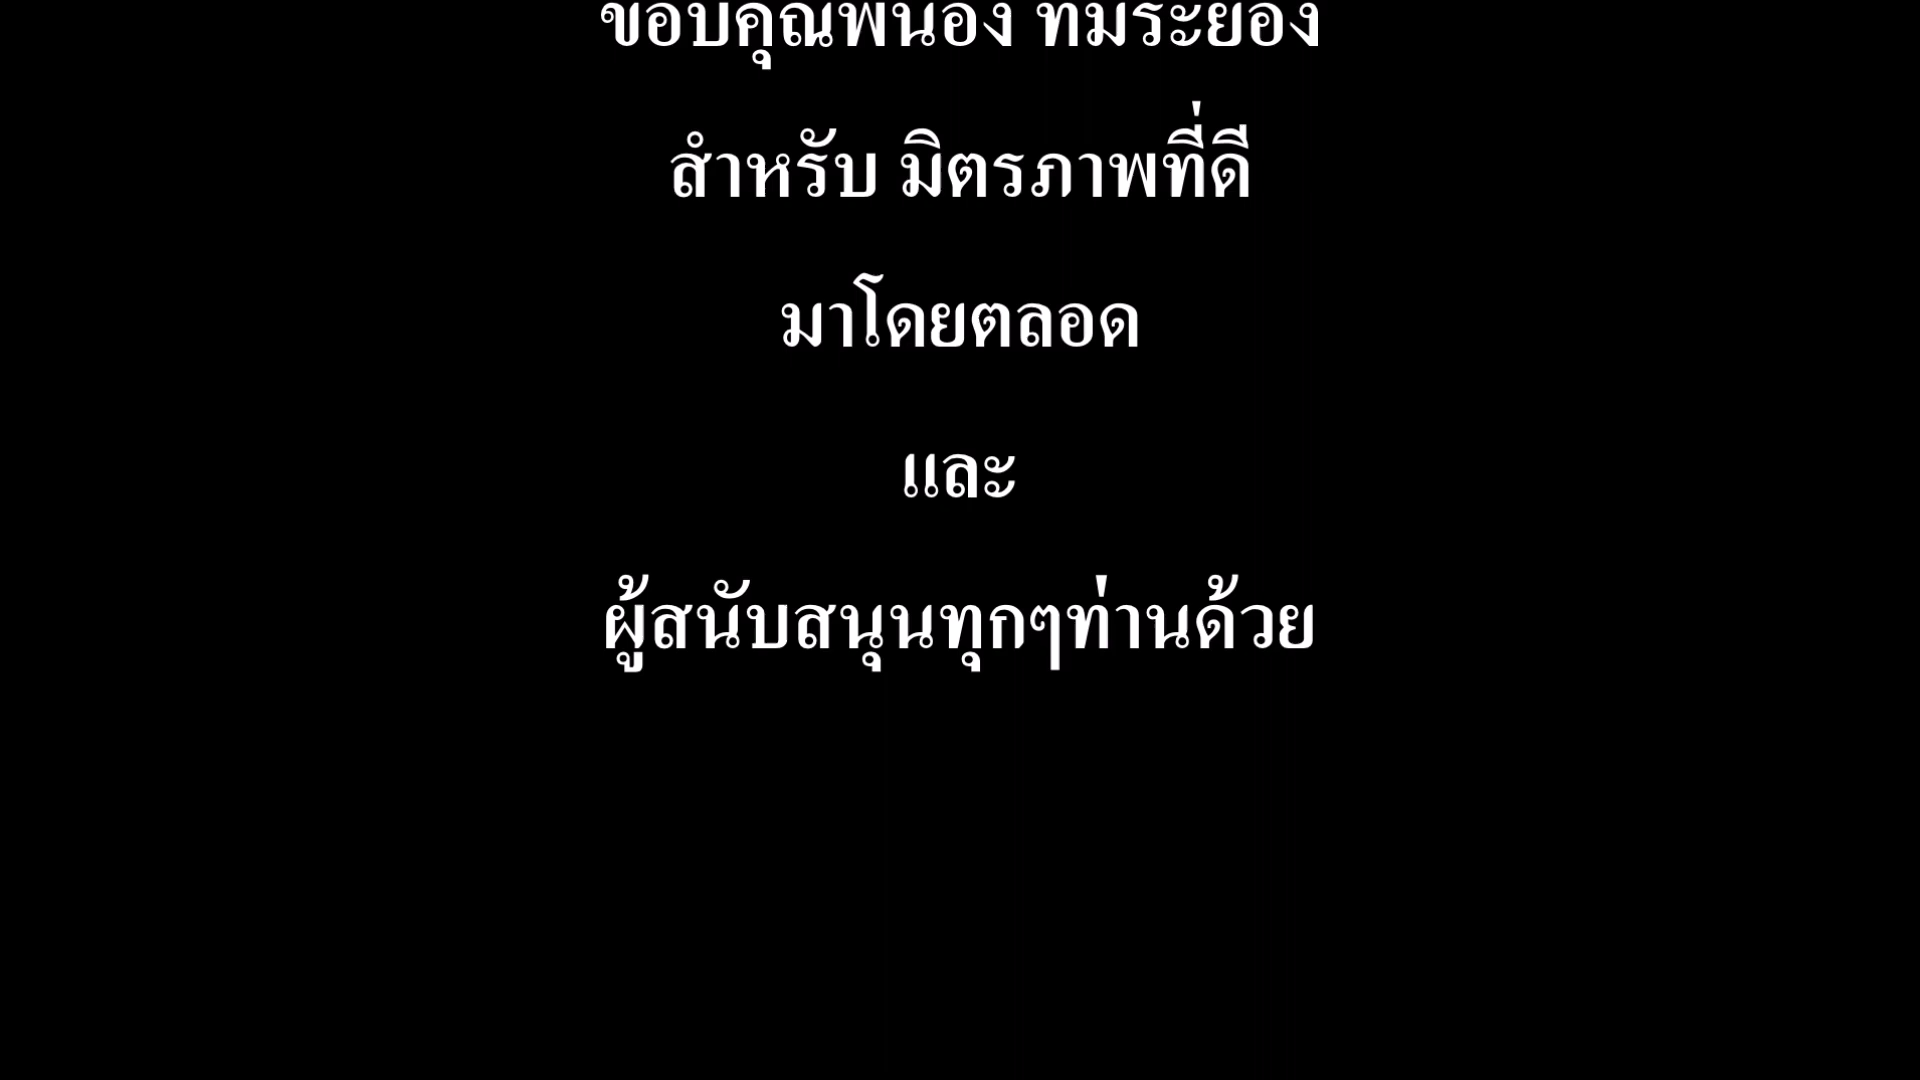 ขอบคุณพี่น้อง ทีมระยอง
สำหรับ มิตรภาพที่ดี
มาโดยตลอด
และ
ผู้สนับสนุนทุกๆท่านด้วย